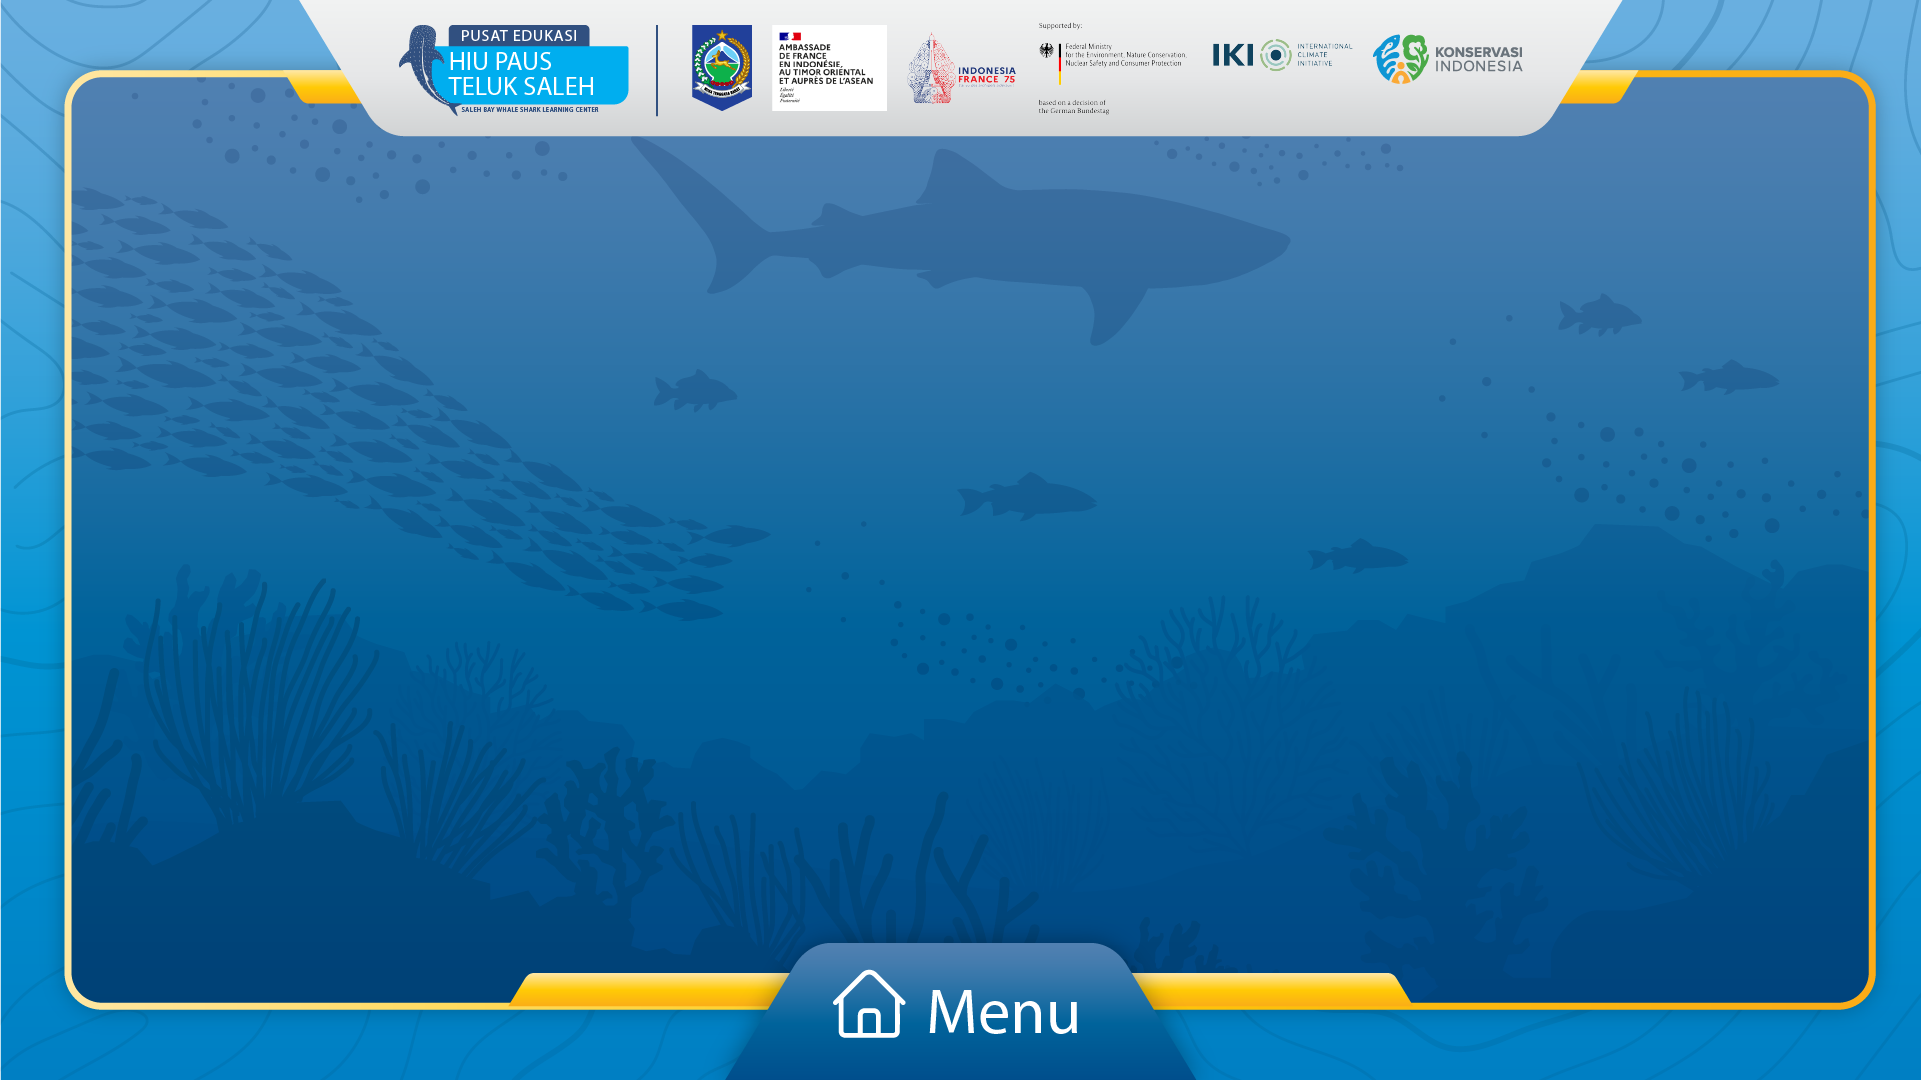 PUSAT EDUKASI
HIU PAUS
TELUK SALEH
SALEH BAY WHALE SHARK LEARNING CENTER
AMBASSADE
DE FRANCE
EN INDONÉSIE,
AU TIMOR ORIENTAL
ET AUPRÈS DE L'ASEAN
Liberté
Égalité
Fraternité
INDONESIA
FRANCE 75
Supported by:
Federal Ministry
for the Environment, Nature Conservation,
Nuclear Safety and Consumer Protection
based on a decision of
the German Bundestag
IKI
INTERNATIONAL
CLIMATE
INITIATIVE
KONSERVASI
INDONESIA
Menu